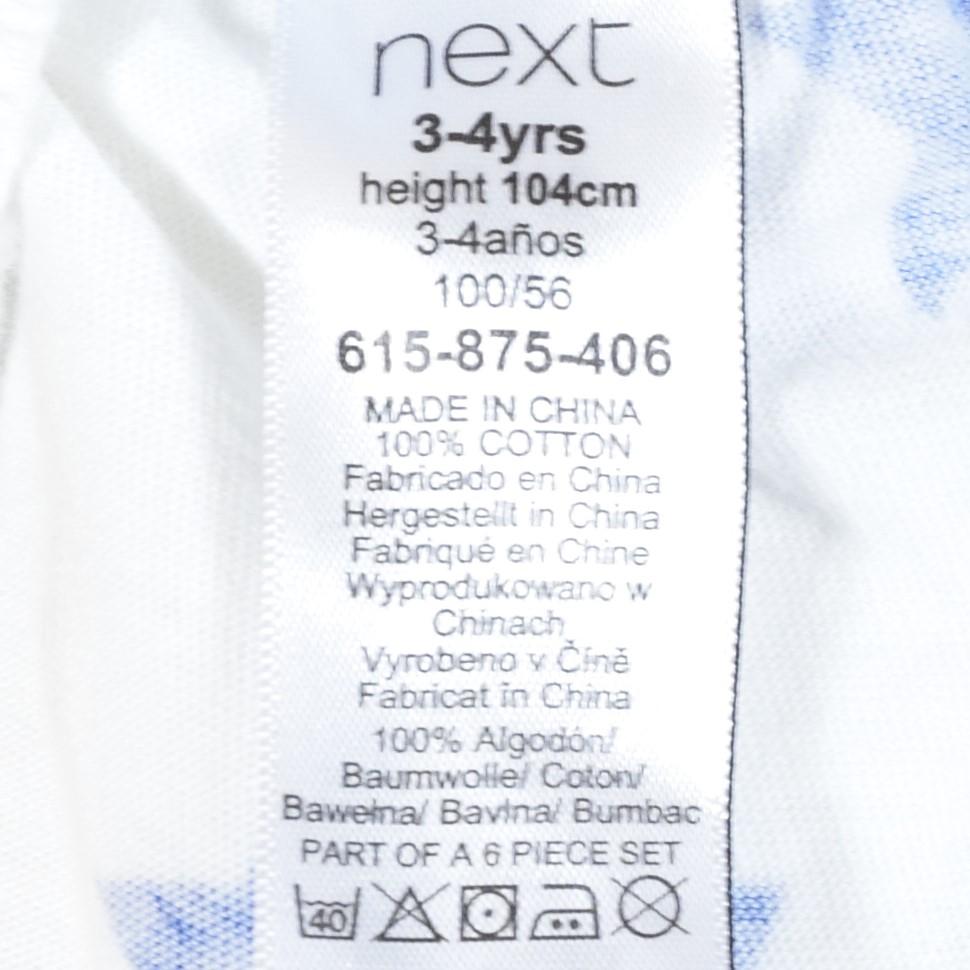 next
3-4yrs
height 104cm
3-4años
100/56
615-875-406
MADE IN CHINA
100% COTTON
Fabricado en China
Hergestellt in China
Fabriqué en Chine
Wyprodukowano w
Chinach
Vyrobeno v Číně
Fabricat în China
100% Algodón/
Baumwolle/ Coton/
Bawełna/ Bavlna/ Bumbac
PART OF A 6 PIECE SET
40